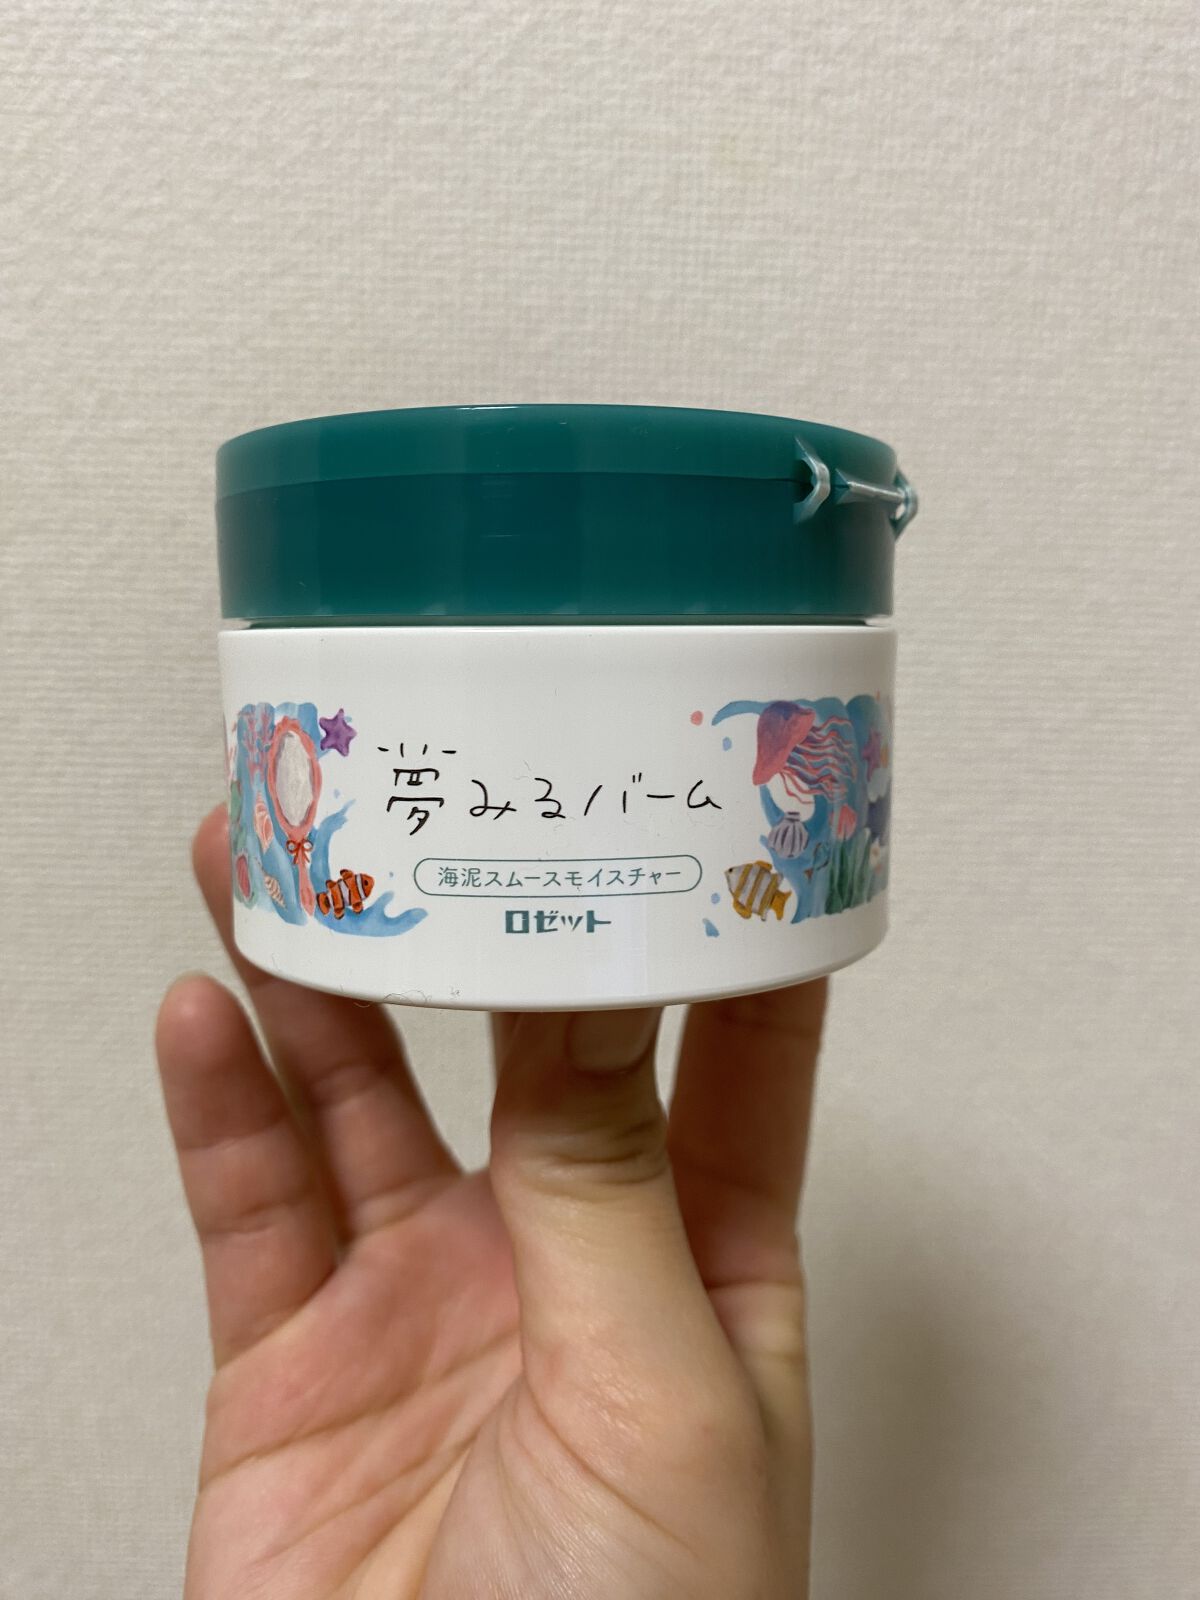 夢みるバーム
海泥スムースモイスチャー
ロゼット